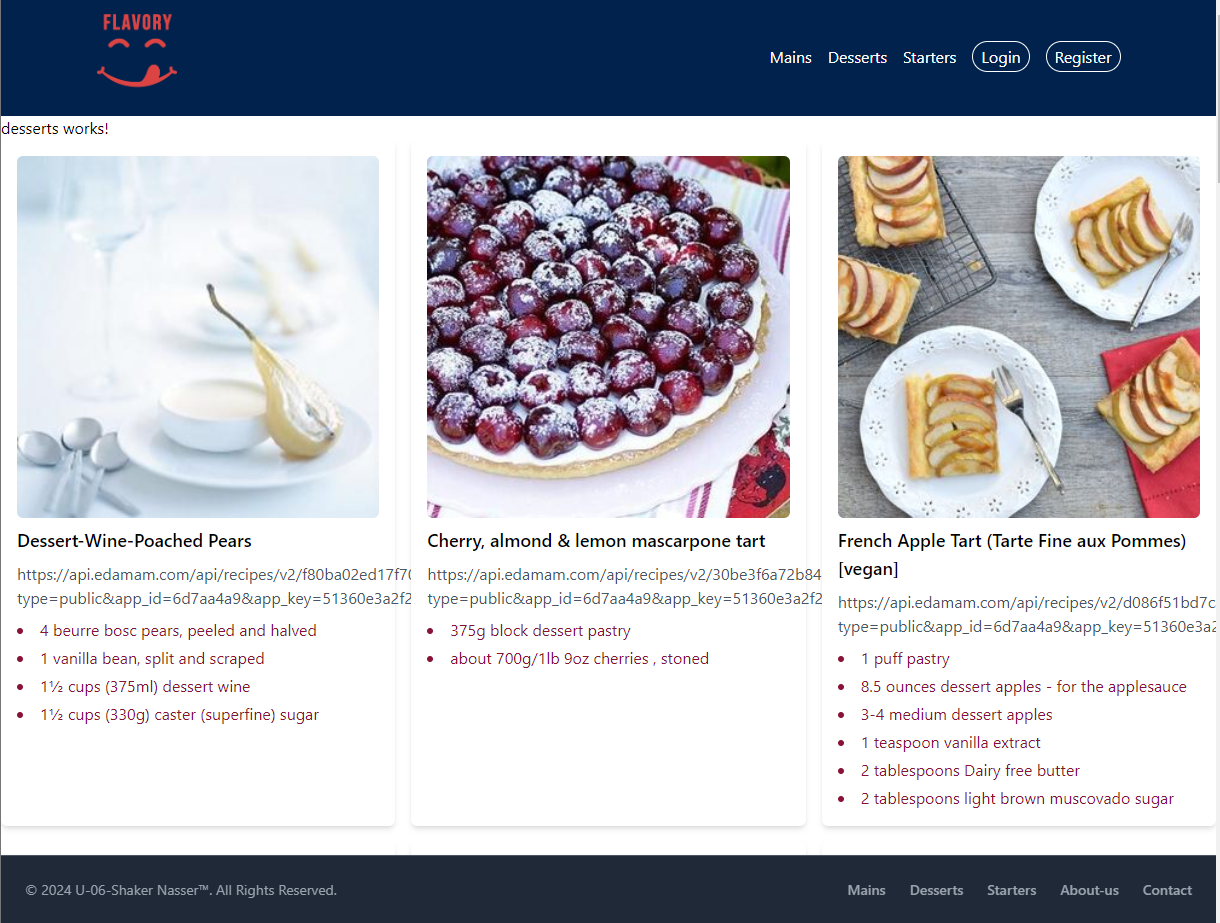 FLAVORY
Mains Desserts Starters Login Register
desserts works!
Dessert-Wine-Poached Pears
https://api.edamam.com/api/recipes/v2/f80ba02ed17f70
type=public&app_id=6d7aa4a9&app_key=51360e3a2f2
4 beurre bosc pears, peeled and halved
1 vanilla bean, split and scraped
1½ cups (375ml) dessert wine
1½ cups (330g) caster (superfine) sugar
Cherry, almond & lemon mascarpone tart
https://api.edamam.com/api/recipes/v2/30be3f6a72b84
type=public&app_id=6d7aa4a9&app_key=51360e3a2f2
375g block dessert pastry
about 700g/1lb 9oz cherries , stoned
French Apple Tart (Tarte Fine aux Pommes)
[vegan]
https://api.edamam.com/api/recipes/v2/d086f51bd7c
type=public&app_id=6d7aa4a9&app_key=51360e3a2
1 puff pastry
8.5 ounces dessert apples - for the applesauce
3-4 medium dessert apples
1 teaspoon vanilla extract
2 tablespoons Dairy free butter
2 tablespoons light brown muscovado sugar
© 2024 U-06-Shaker Nasser™. All Rights Reserved.
Mains Desserts Starters About-us Contact